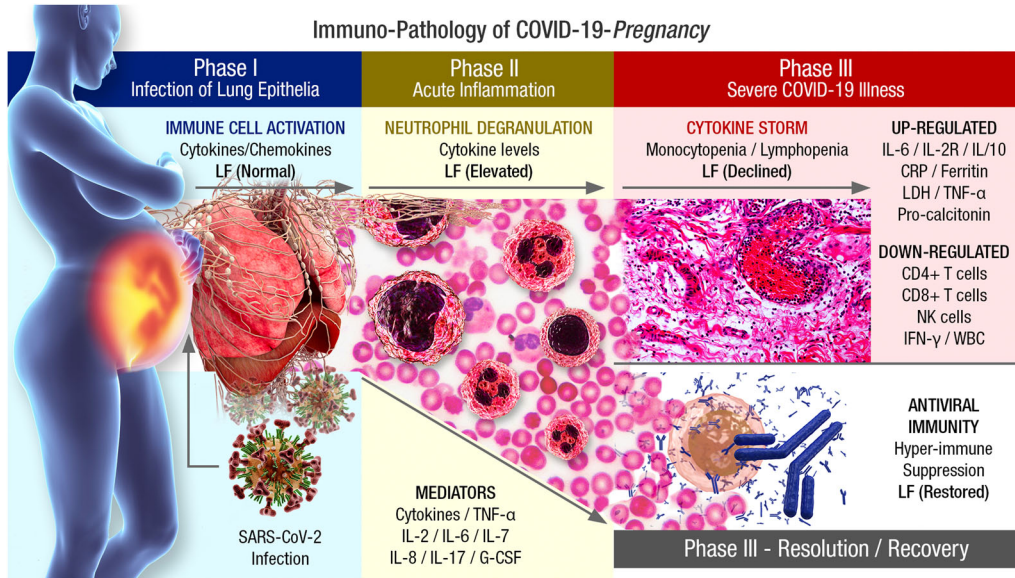 Immuno-Pathology of COVID-19-Pregnancy
Phase I
Infection of Lung Epithelia
Phase II
Acute Inflammation
Phase III
Severe COVID-19 Illness
IMMUNE CELL ACTIVATION
Cytokines/Chemokines
LF (Normal)
NEUTROPHIL DEGRANULATION
Cytokine levels
LF (Elevated)
CYTOKINE STORM
Monocytopenia / Lymphopenia
LF (Declined)
UP-REGULATED
IL-6 / IL-2R / IL/10
CRP / Ferritin
LDH / TNF-α
Pro-calcitonin
DOWN-REGULATED
CD4+ T cells
CD8+ T cells
NK cells
IFN-γ / WBC
SARS-CoV-2
Infection
MEDIATORS
Cytokines / TNF-α
IL-2 / IL-6 / IL-7
IL-8 / IL-17 / G-CSF
ANTIVIRAL
IMMUNITY
Hyper-immune
Suppression
LF (Restored)
Phase III - Resolution / Recovery